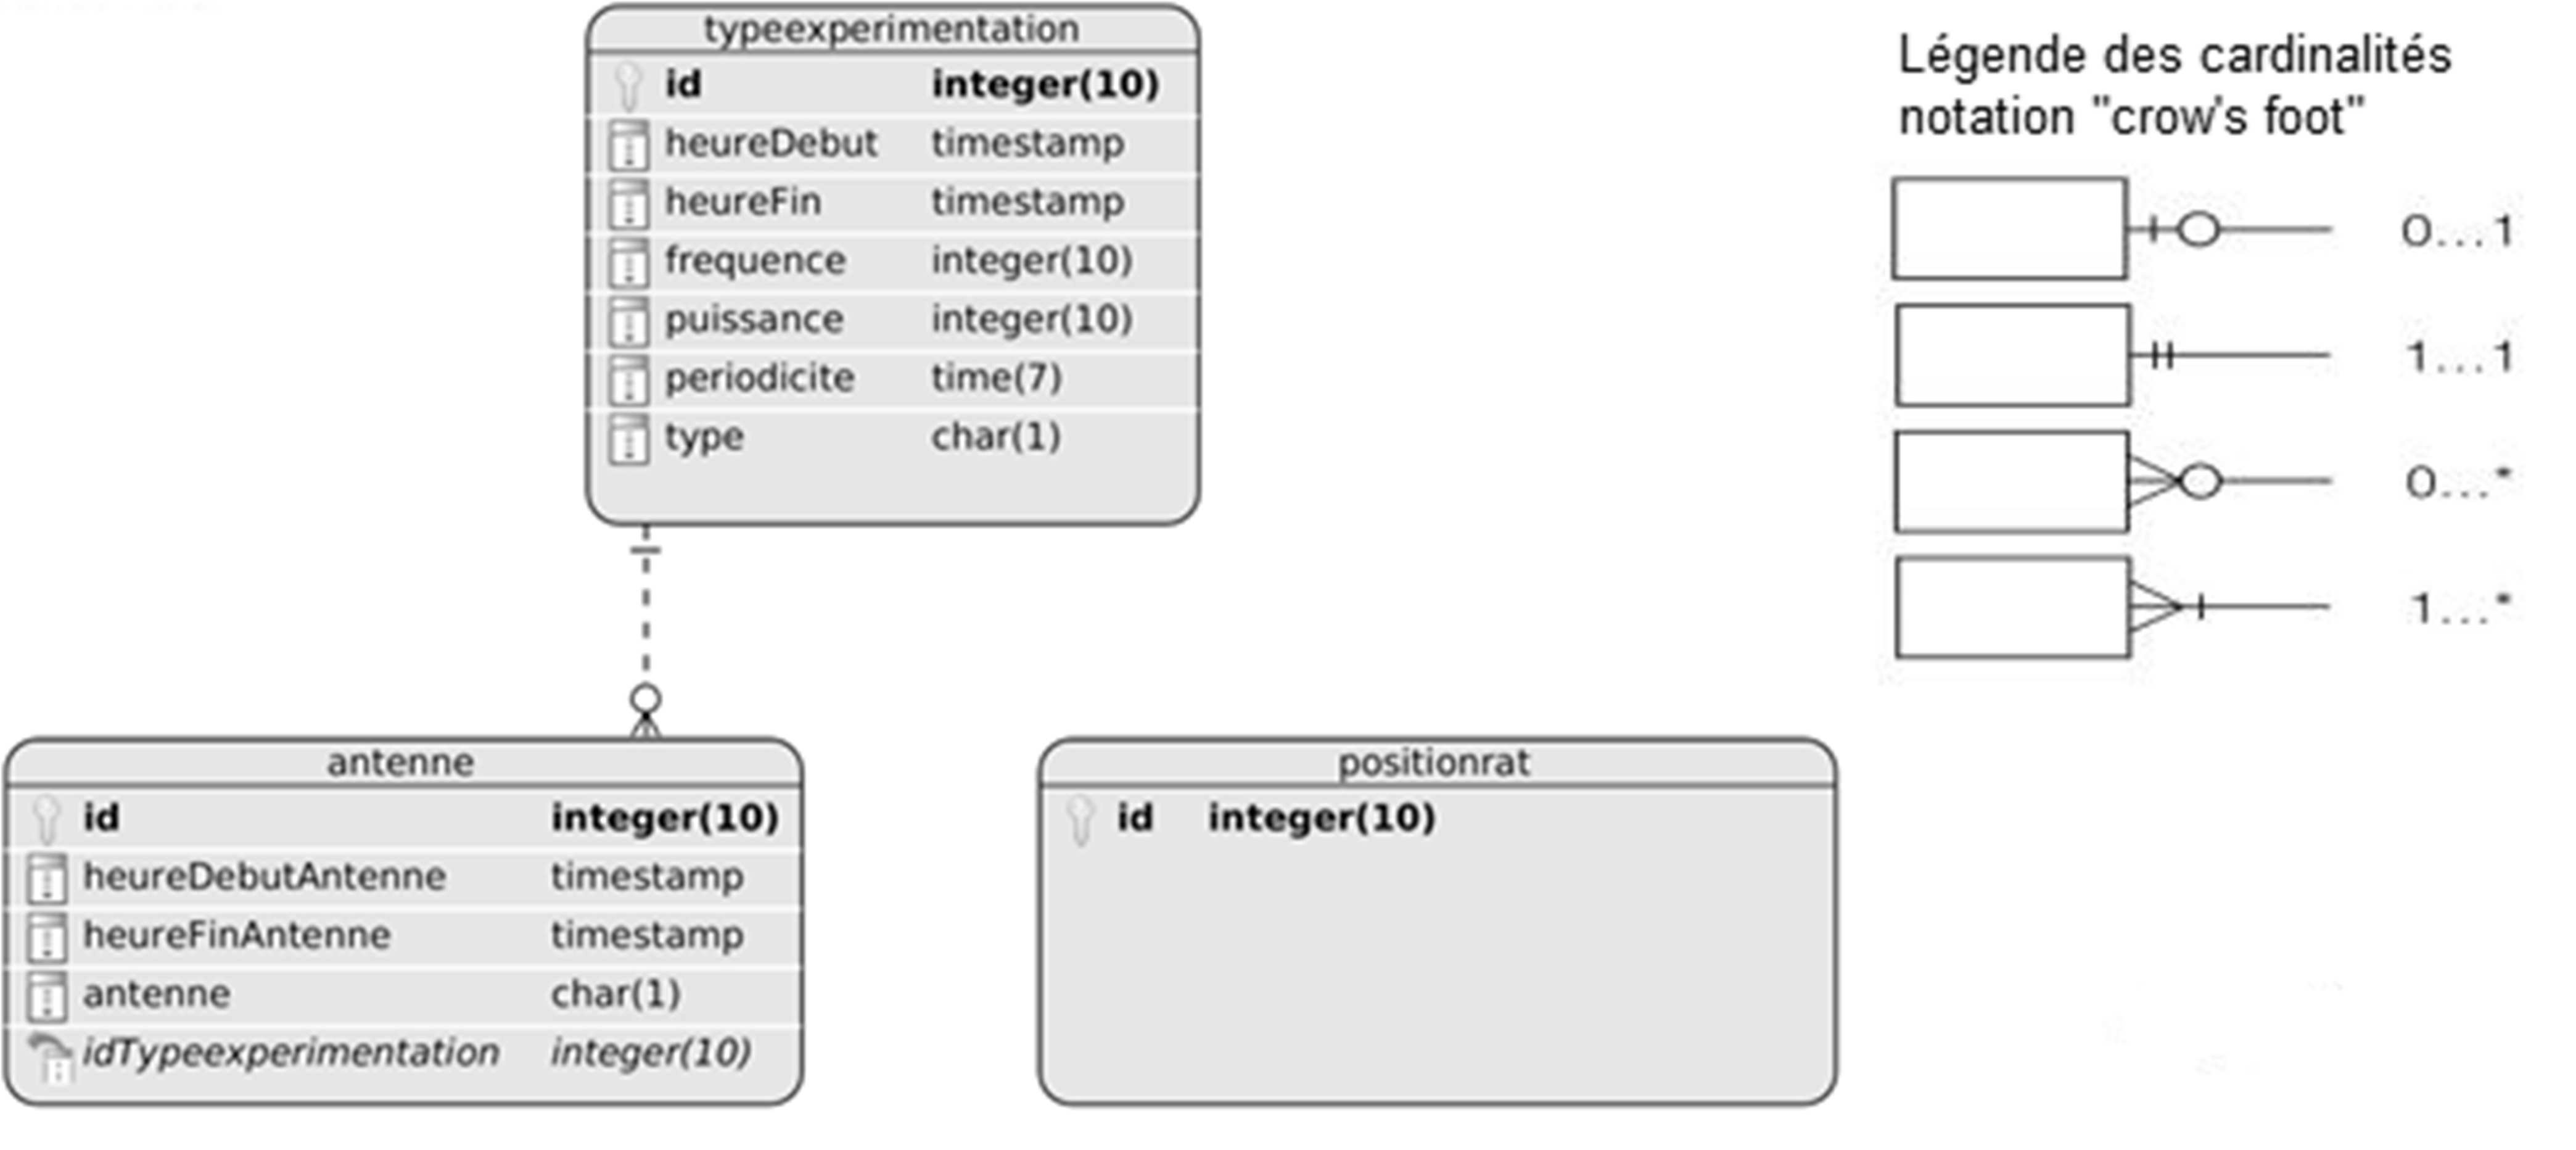 typeexperimentation
id integer(10)
heureDebut timestamp
heureFin timestamp
frequence integer(10)
puissance integer(10)
periodicite time(7)
type char(1)
Légende des cardinalités
notation "crow's foot"
0...1
1...1
0...*
1...*
antenne
id integer(10)
heureDebutAntenne timestamp
heureFinAntenne timestamp
antenne char(1)
idTypeexperimentation integer(10)
positionrat
id integer(10)